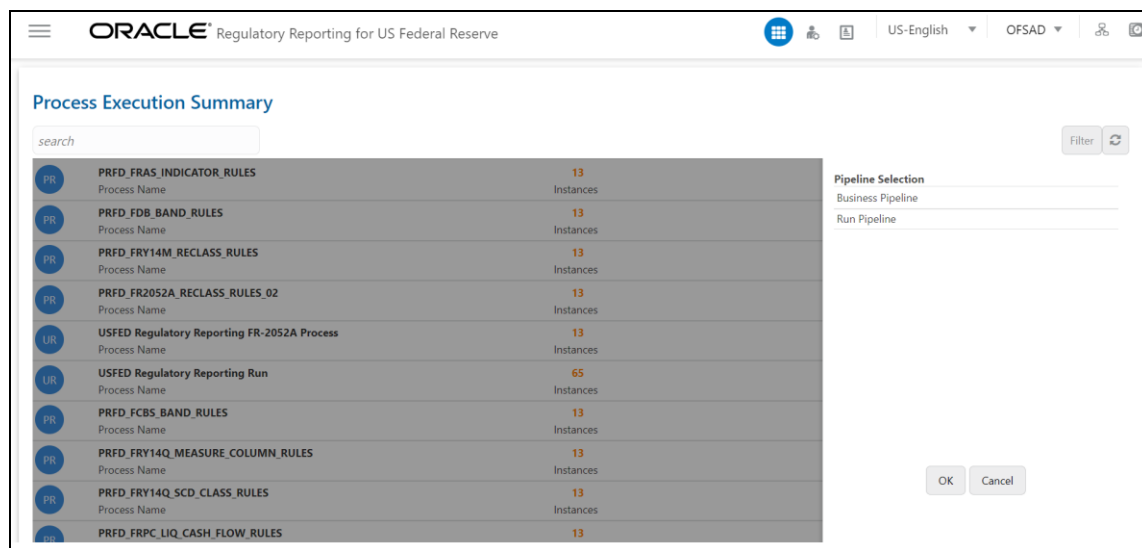 ORACLE® Regulatory Reporting for US Federal Reserve
US-English
OFSAD
Process Execution Summary
search
Filter
PR
PRFD_FRAS_INDICATOR_RULES
13
Process Name
Instances
PR
PRFD_FDB_BAND_RULES
13
Process Name
Instances
PR
PRFD_FRY14M_RECLASS_RULES
13
Process Name
Instances
PR
PRFD_FR2052A_RECLASS_RULES_02
13
Process Name
Instances
UR
USFED Regulatory Reporting FR-2052A Process
13
Process Name
Instances
UR
USFED Regulatory Reporting Run
65
Process Name
Instances
PR
PRFD_FCBS_BAND_RULES
13
Process Name
Instances
PR
PRFD_FRY14Q_MEASURE_COLUMN_RULES
13
Process Name
Instances
PR
PRFD_FRY14Q_SCD_CLASS_RULES
13
Process Name
Instances
PR
PRFD_FRPC_LIQ_CASH_FLOW_RULES
13
Pipeline Selection
Business Pipeline
Run Pipeline
OK
Cancel